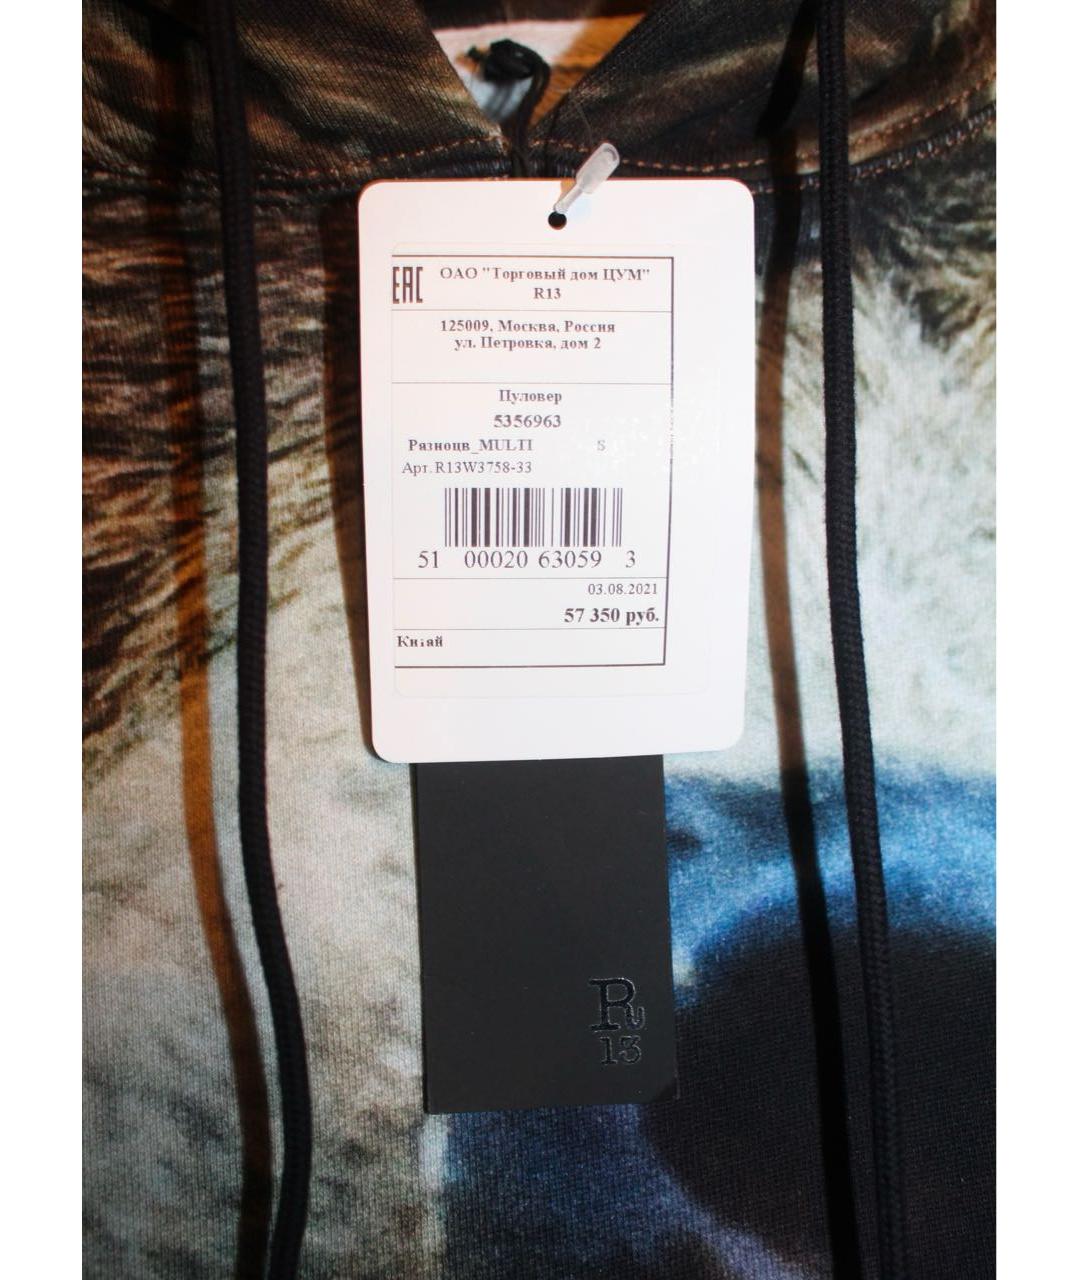 EAC ОАО "Торговый дом ЦУМ"
R13
125009, Москва, Россия
ул. Петровка, дом 2
Пуловер
5356963
Разноцв_MULTI S
Арт. R13W3758-33
51 00020 63059 3
03.08.2021
57 350 руб.
Китай
R
13